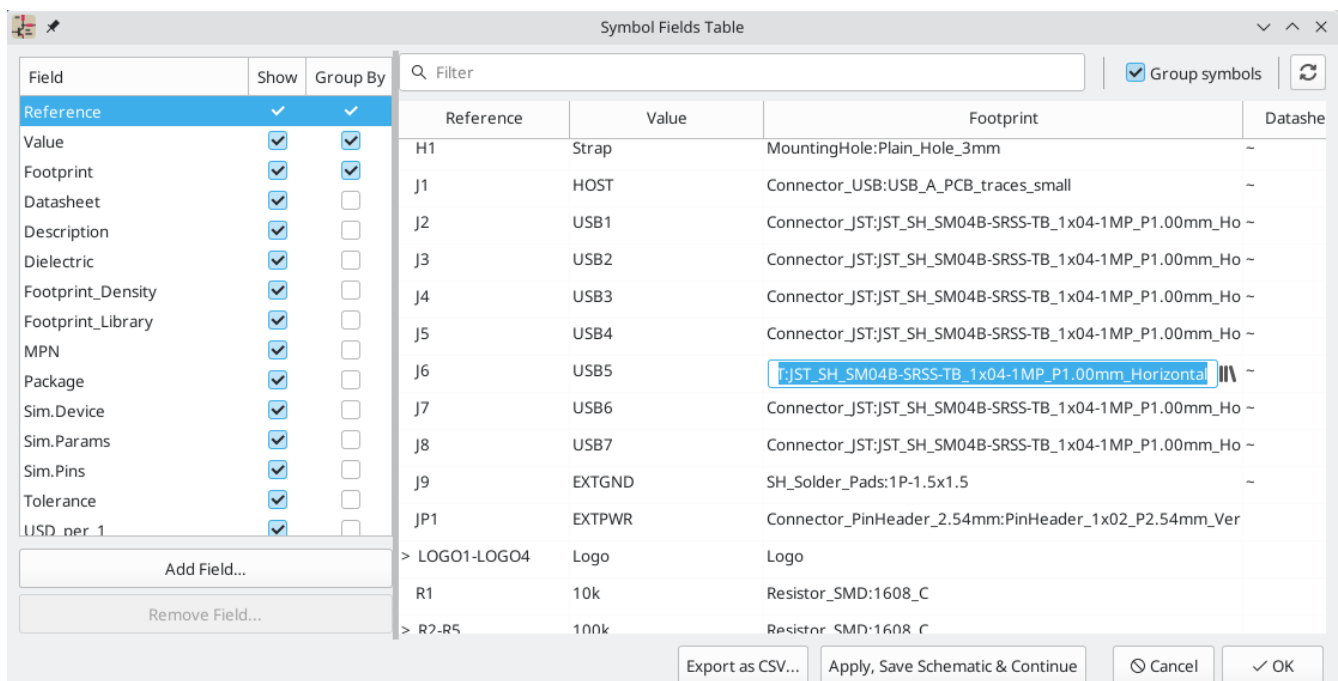 Symbol Fields Table
Field Show Group By
Reference
Value
Footprint
Datasheet
Description
Dielectric
Footprint_Density
Footprint_Library
MPN
Package
Sim.Device
Sim.Params
Sim.Pins
Tolerance
USD_per_1
Add Field...
Remove Field...
Filter
Group symbols
Reference Value Footprint Datashe
H1 Strap MountingHole:Plain_Hole_3mm ~
J1 HOST Connector_USB:USB_A_PCB_traces_small ~
J2 USB1 Connector_JST:JST_SH_SM04B-SRSS-TB_1x04-1MP_P1.00mm_Ho ~
J3 USB2 Connector_JST:JST_SH_SM04B-SRSS-TB_1x04-1MP_P1.00mm_Ho ~
J4 USB3 Connector_JST:JST_SH_SM04B-SRSS-TB_1x04-1MP_P1.00mm_Ho ~
J5 USB4 Connector_JST:JST_SH_SM04B-SRSS-TB_1x04-1MP_P1.00mm_Ho ~
J6 USB5 T:JST_SH_SM04B-SRSS-TB_1x04-1MP_P1.00mm_Horizontal ~
J7 USB6 Connector_JST:JST_SH_SM04B-SRSS-TB_1x04-1MP_P1.00mm_Ho ~
J8 USB7 Connector_JST:JST_SH_SM04B-SRSS-TB_1x04-1MP_P1.00mm_Ho ~
J9 EXTGND SH_Solder_Pads:1P-1.5x1.5 ~
JP1 EXTPWR Connector_PinHeader_2.54mm:PinHeader_1x02_P2.54mm_Ver
> LOGO1-LOGO4 Logo Logo
R1 10k Resistor_SMD:1608_C
> R2-R5 100k Resistor_SMD:1608_C
Export as CSV... Apply, Save Schematic & Continue Cancel OK